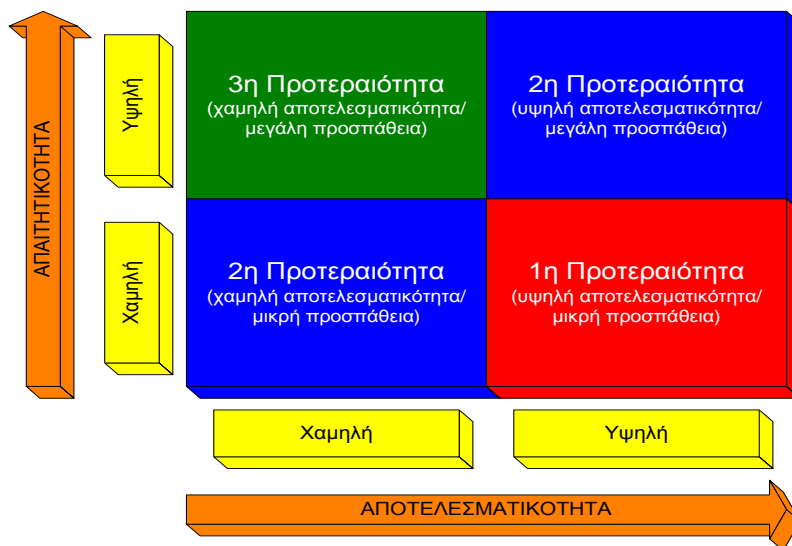 ΑΠΑΙΤΗΤΙΚΟΤΗΤΑ
Υψηλή
3η Προτεραιότητα
(χαμηλή αποτελεσματικότητα/
μεγάλη προσπάθεια)
2η Προτεραιότητα
(υψηλή αποτελεσματικότητα/
μεγάλη προσπάθεια)
Χαμηλή
2η Προτεραιότητα
(χαμηλή αποτελεσματικότητα/
μικρή προσπάθεια)
1η Προτεραιότητα
(υψηλή αποτελεσματικότητα/
μικρή προσπάθεια)
Χαμηλή
Υψηλή
ΑΠΟΤΕΛΕΣΜΑΤΙΚΟΤΗΤΑ